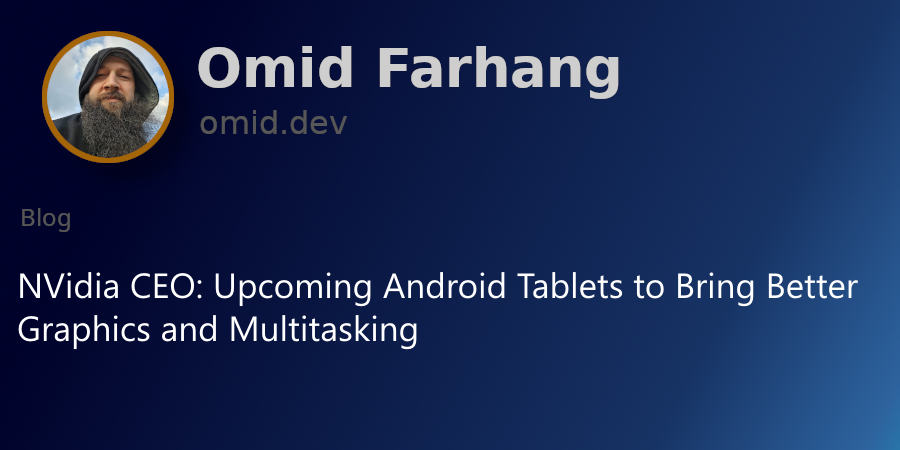 Omid Farhang
omid.dev
Blog
NVidia CEO: Upcoming Android Tablets to Bring Better
Graphics and Multitasking